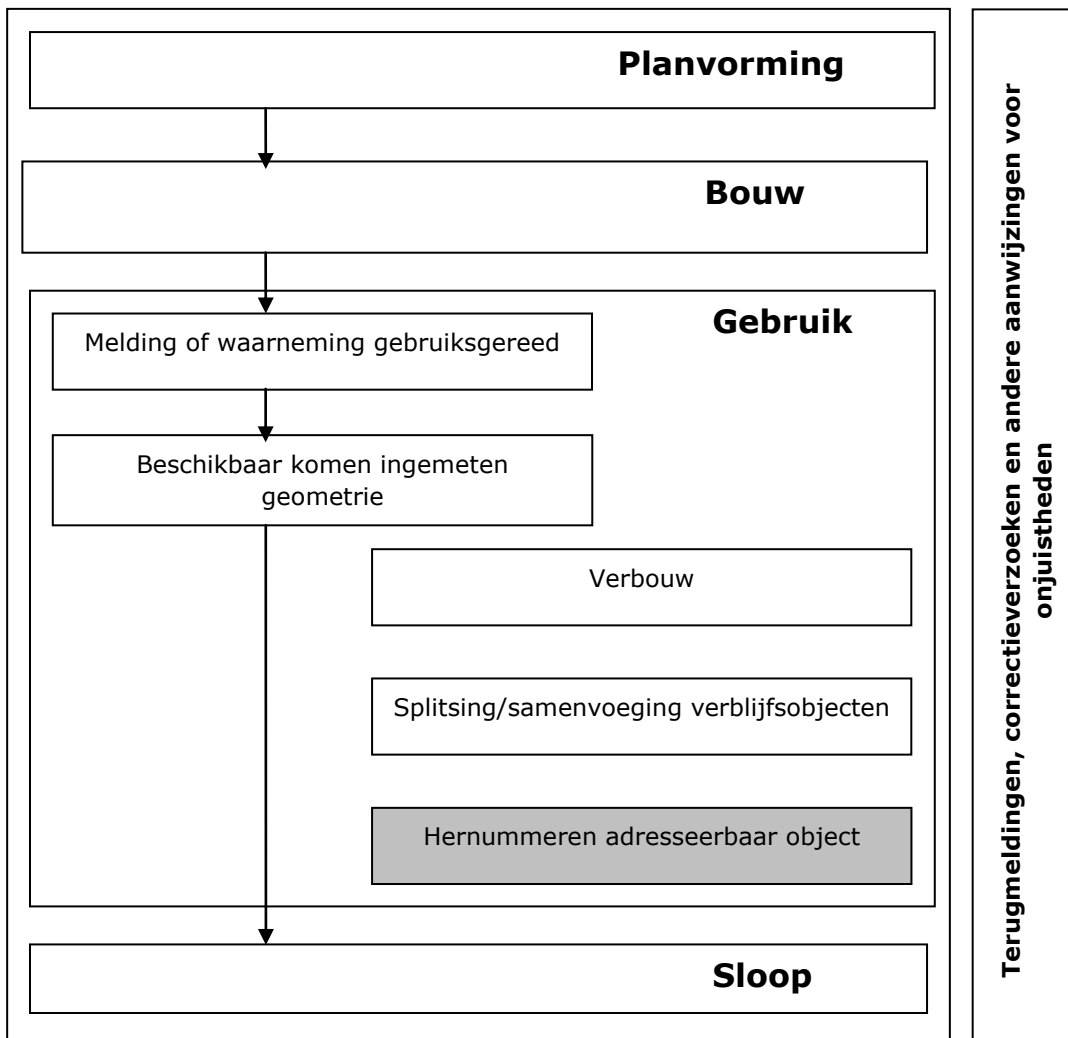 Planvorming
Bouw
Gebruik
Melding of waarneming gebruiksgereed
Beschikbaar komen ingemeten
geometrie
Verbouw
Splitsing/samenvoeging verblijfsobjecten
Hernummeren adresseerbaar object
Sloop
Terugmeldingen, correctieverzoeken en andere aanwijzingen voor
onjuistheden